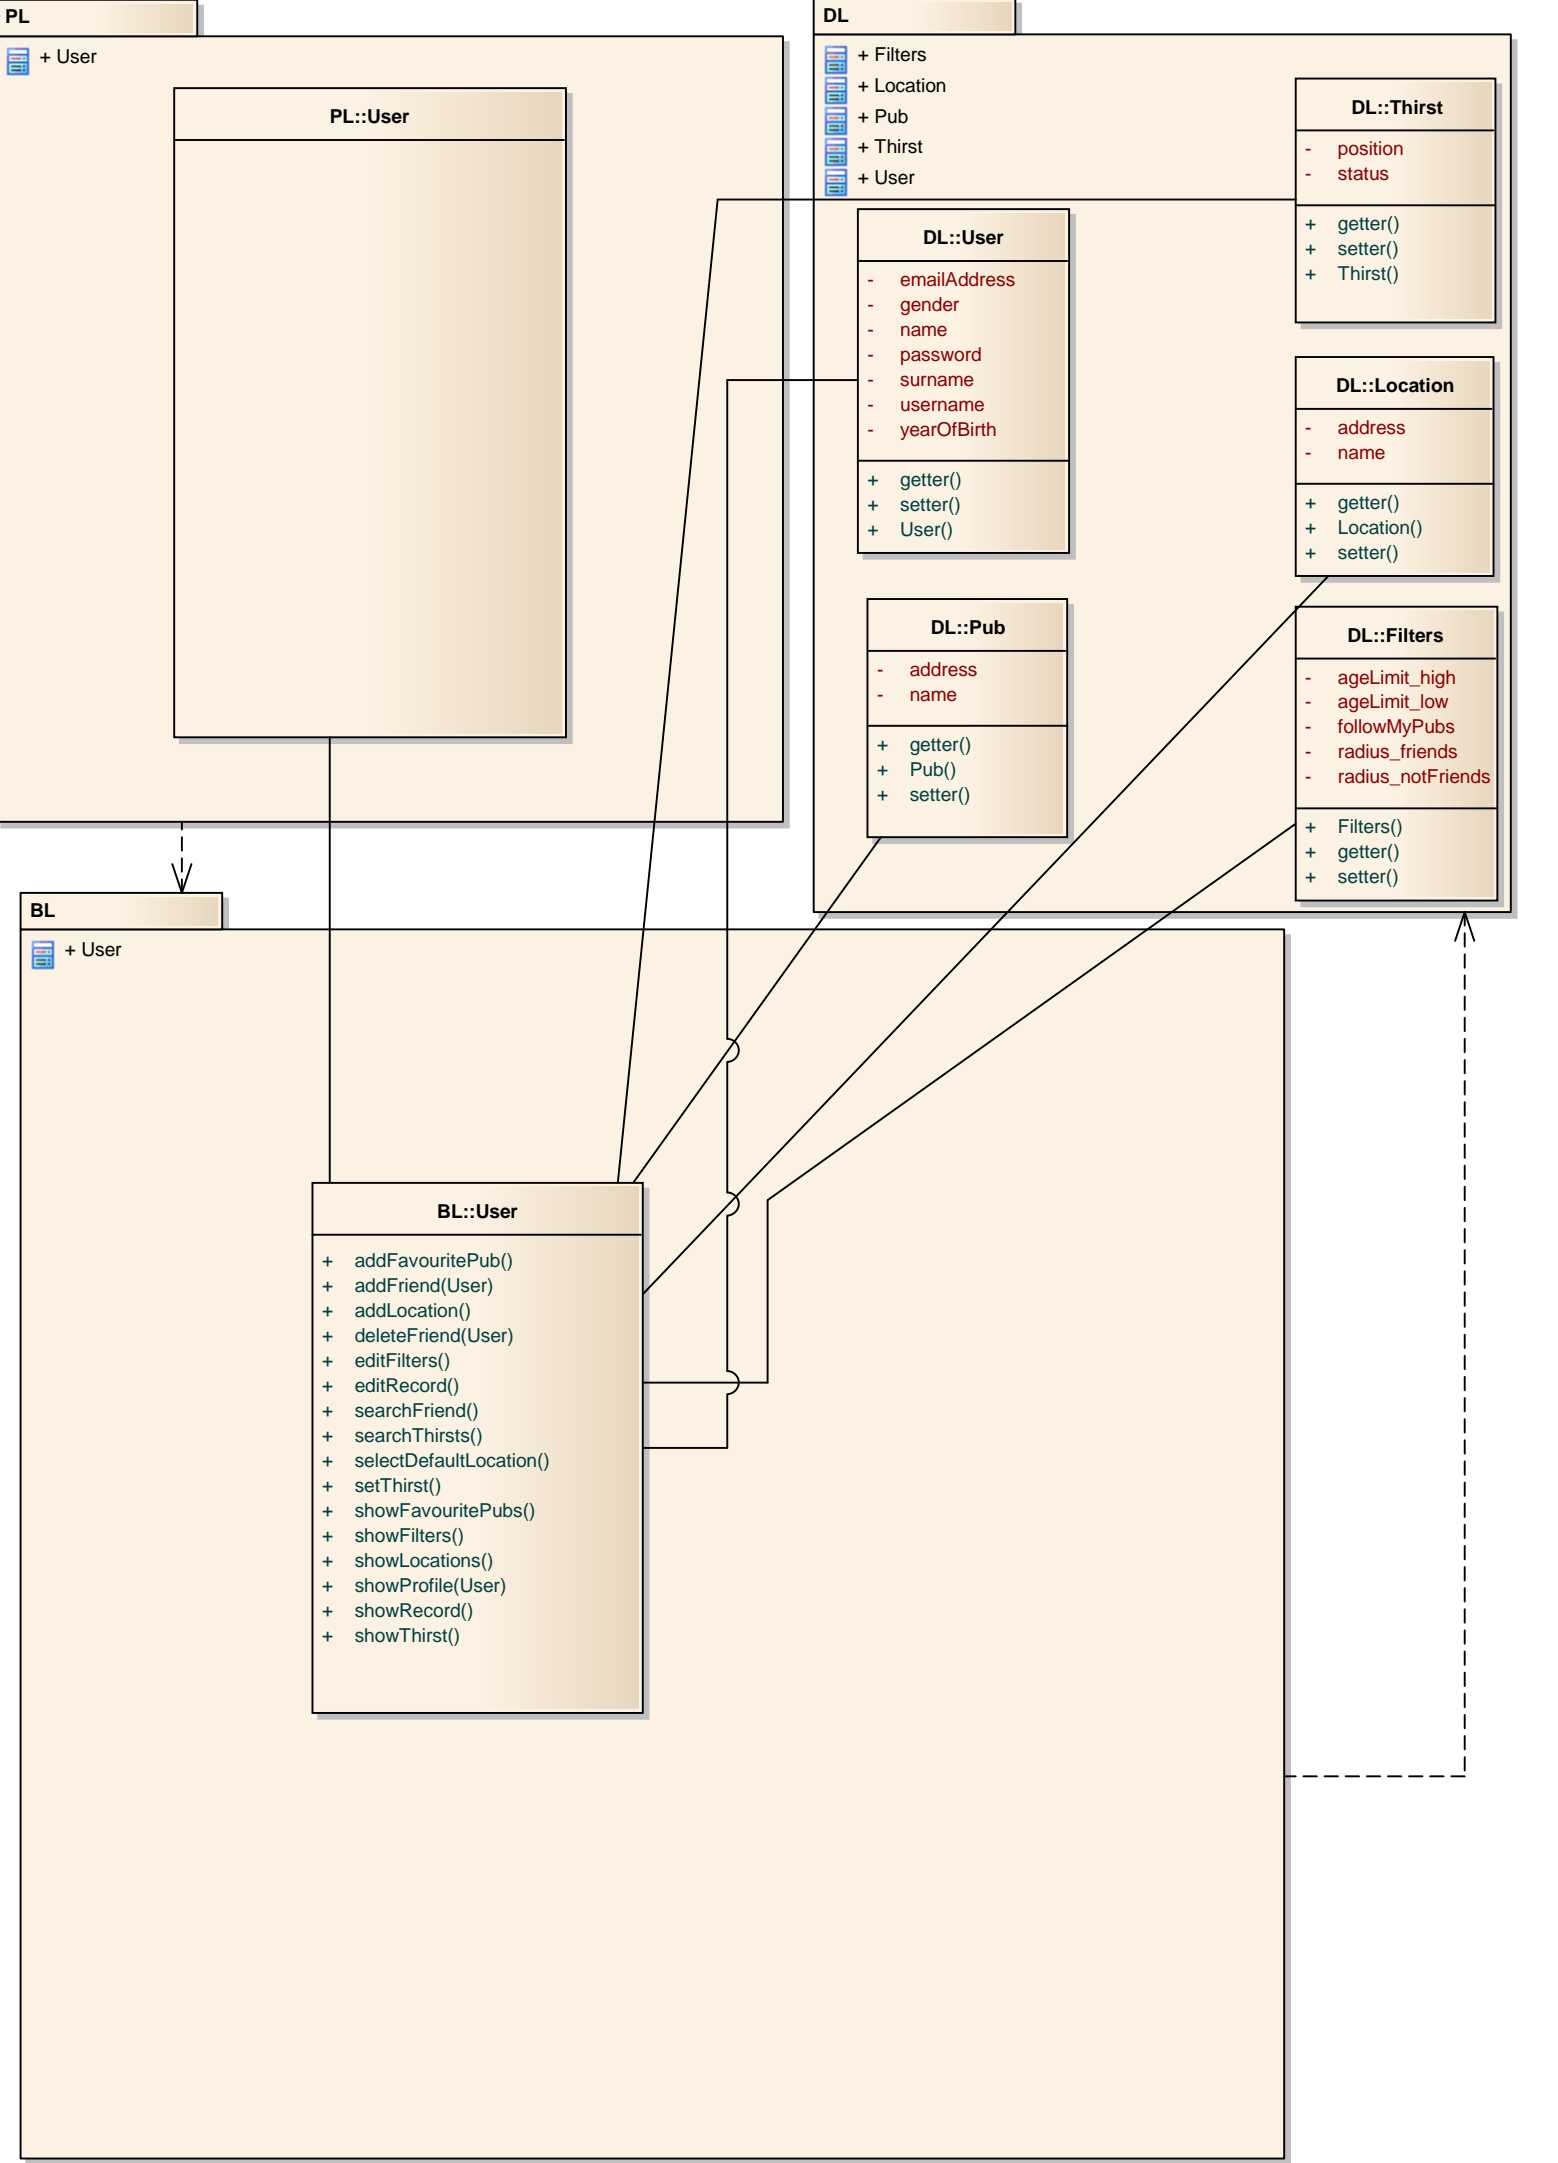 PL
+ User
PL::User
DL
+ Filters
+ Location
+ Pub
+ Thirst
+ User
DL::Thirst
- position
- status
+ getter()
+ setter()
+ Thirst()
DL::User
- emailAddress
- gender
- name
- password
- surname
- username
- yearOfBirth
+ getter()
+ setter()
+ User()
DL::Location
- address
- name
+ getter()
+ Location()
+ setter()
DL::Pub
- address
- name
+ getter()
+ Pub()
+ setter()
DL::Filters
- ageLimit_high
- ageLimit_low
- followMyPubs
- radius_friends
- radius_notFriends
+ Filters()
+ getter()
+ setter()
BL
+ User
BL::User
+ addFavouritePub()
+ addFriend(User)
+ addLocation()
+ deleteFriend(User)
+ editFilters()
+ editRecord()
+ searchFriend()
+ searchThirsts()
+ selectDefaultLocation()
+ setThirst()
+ showFavouritePubs()
+ showFilters()
+ showLocations()
+ showProfile(User)
+ showRecord()
+ showThirst()